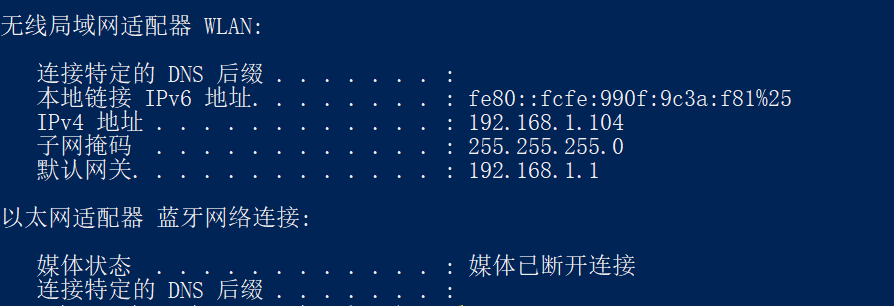 无线局域网适配器 WLAN:
连接特定的 DNS 后缀 . . . . . . . :
本地链接 IPv6 地址. . . . . . . . : fe80::fcfe:990f:9c3a:f81%25
IPv4 地址 . . . . . . . . . . . . : 192.168.1.104
子网掩码  . . . . . . . . . . . . : 255.255.255.0
默认网关. . . . . . . . . . . . . : 192.168.1.1
以太网适配器 蓝牙网络连接:
媒体状态  . . . . . . . . . . . . : 媒体已断开连接
连接特定的 DNS 后缀 . . . . . . . :